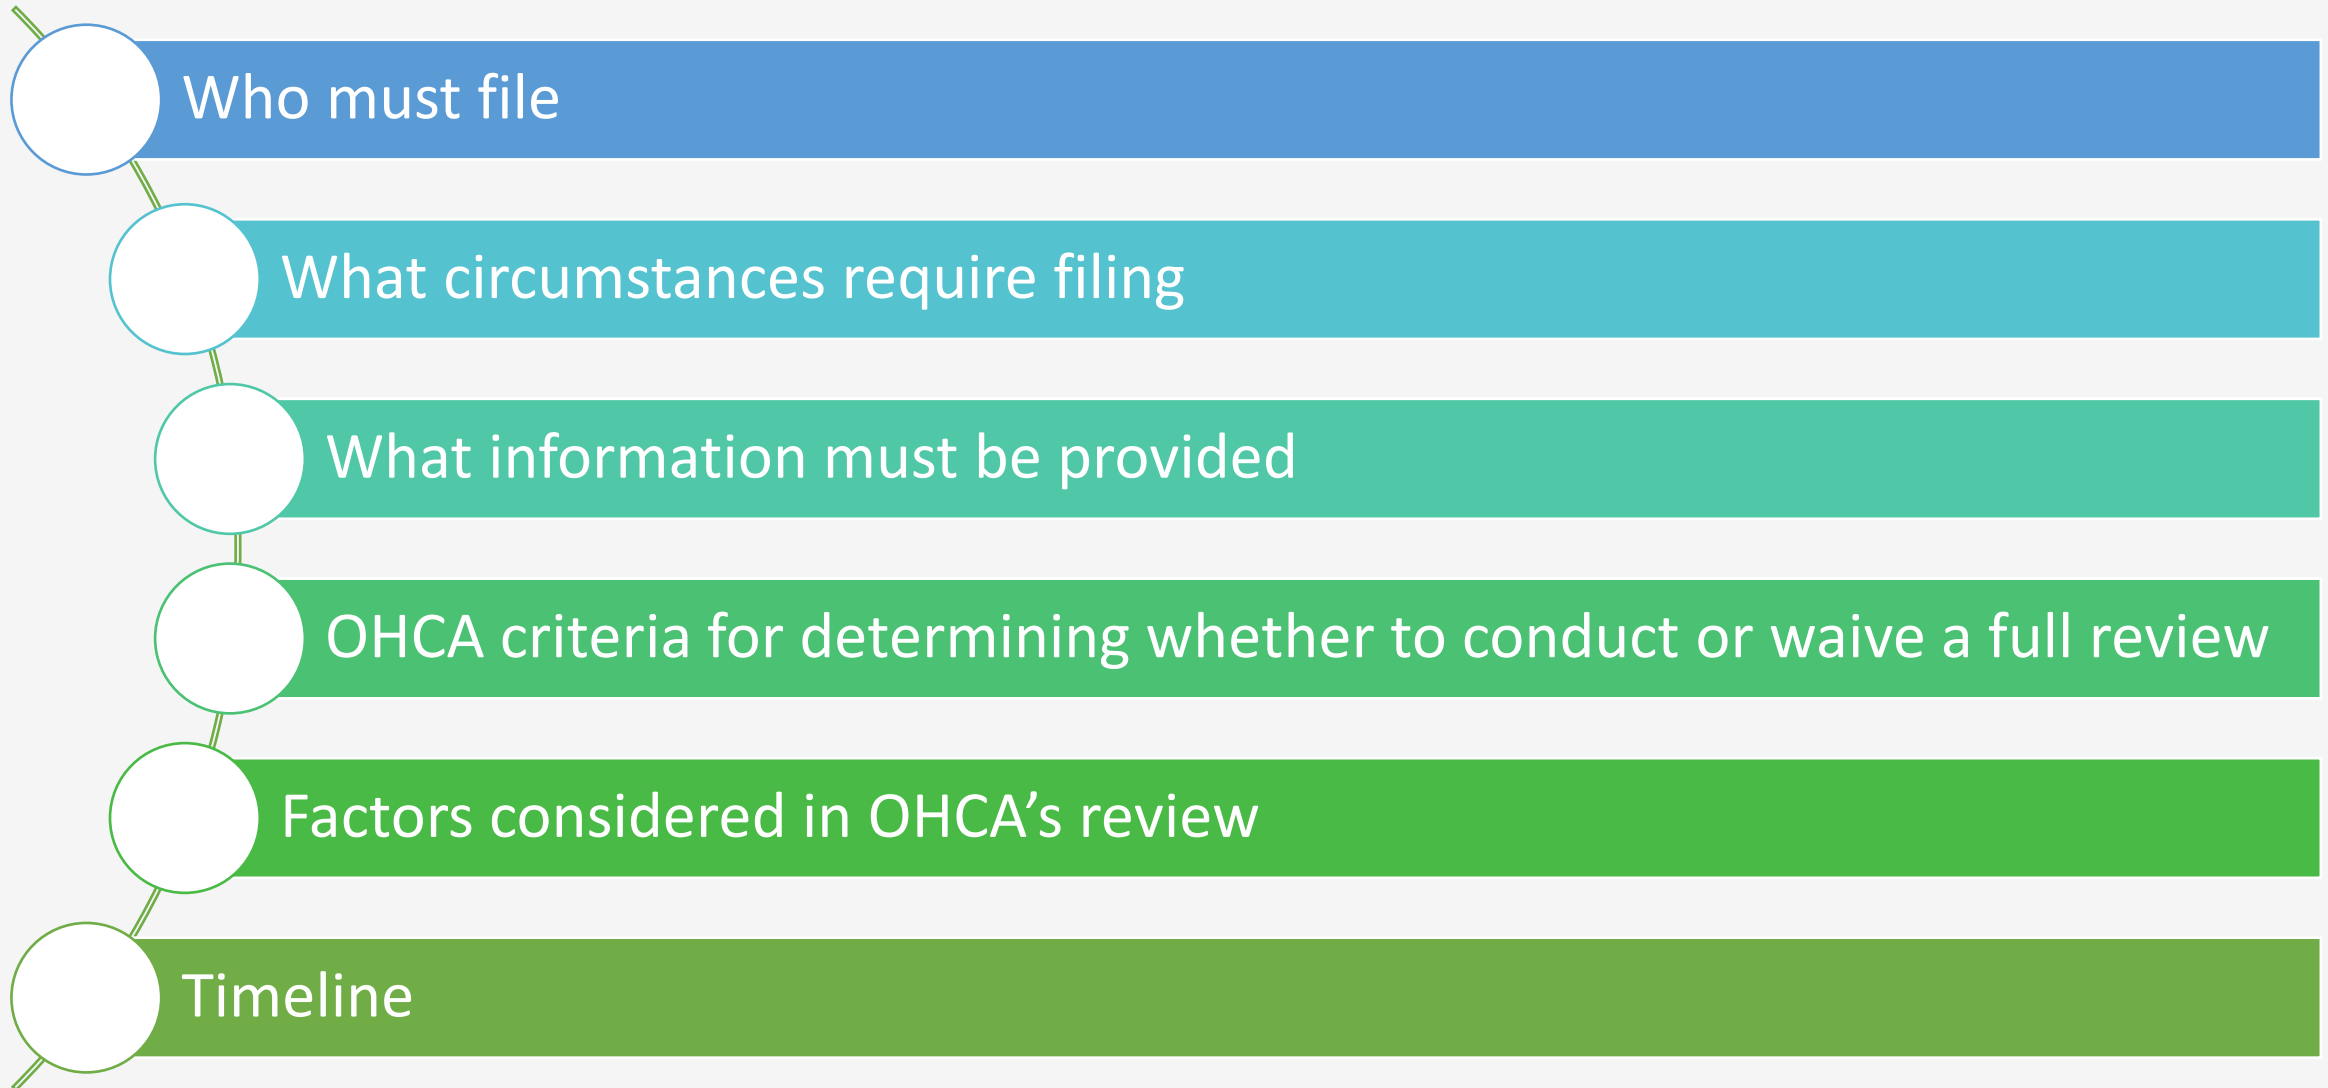 Who must file
What circumstances require filing
What information must be provided
OHCA criteria for determining whether to conduct or waive a full review
Factors considered in OHCA’s review
Timeline